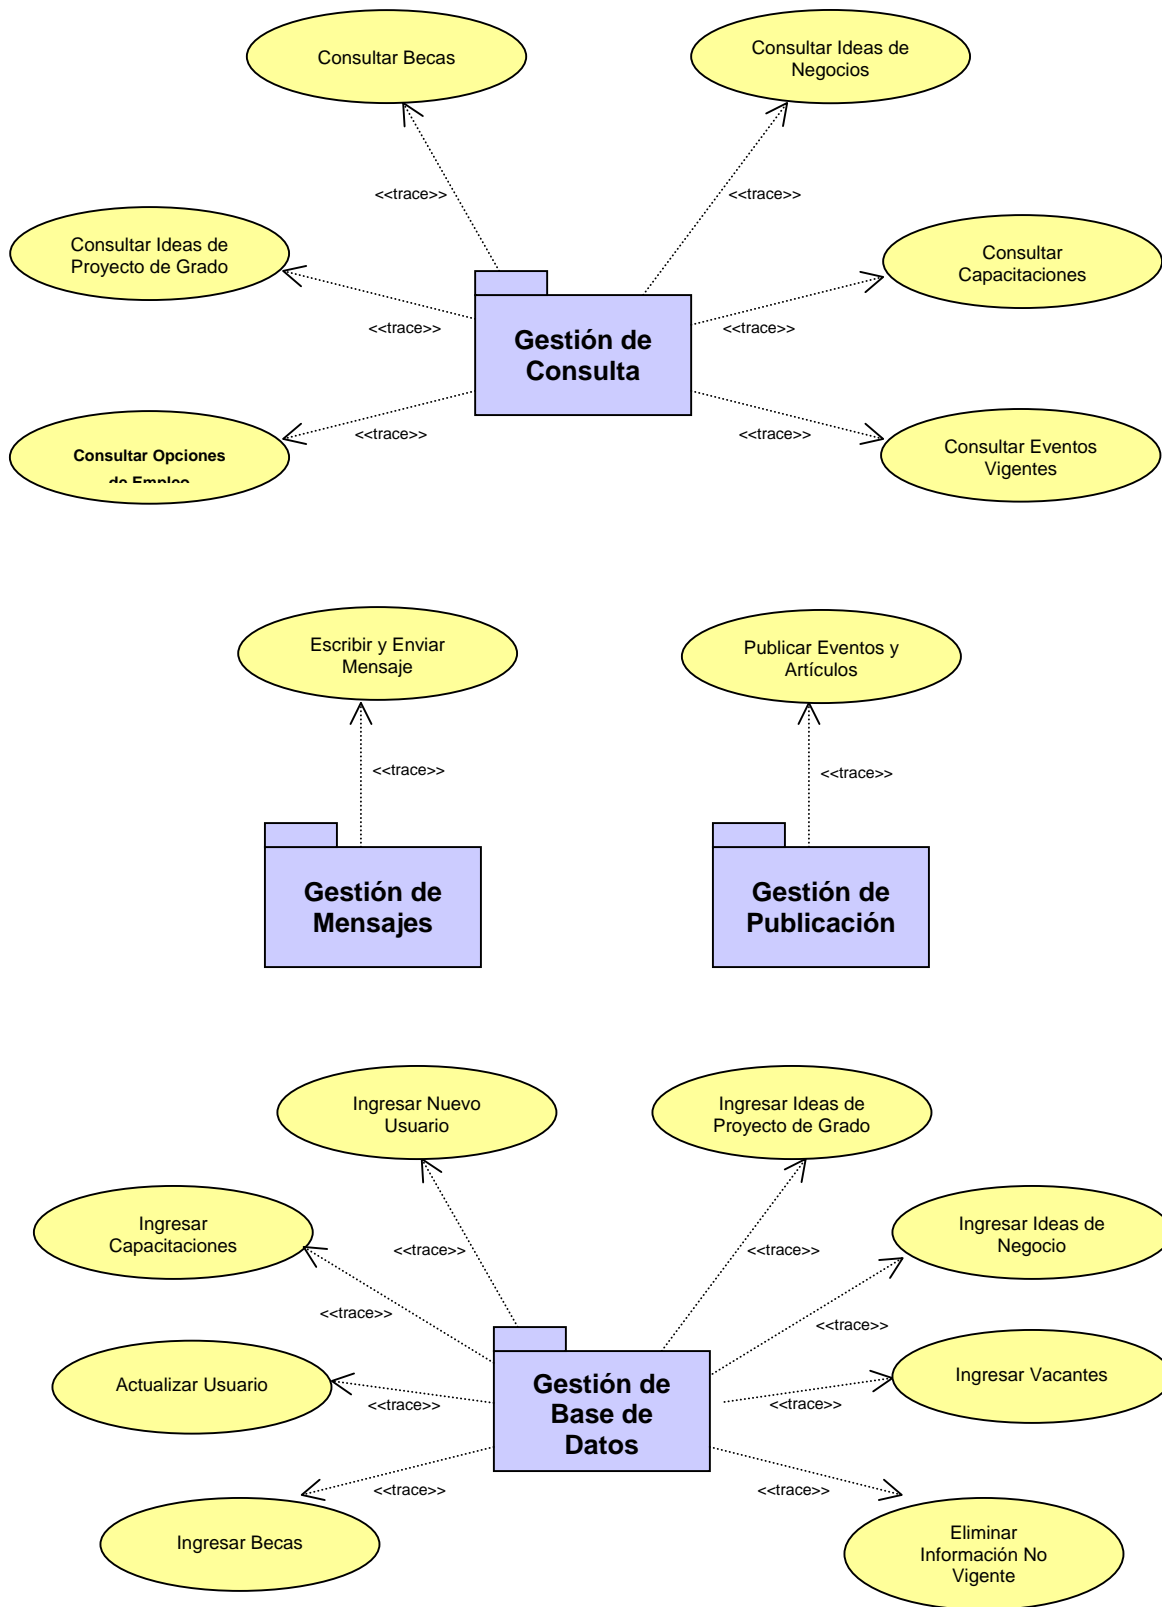 Consultar Becas
Consultar Ideas de
Negocios
<<trace>>
<<trace>>
Consultar Ideas de
Proyecto de Grado
Consultar
Capacitaciones
<<trace>>
<<trace>>
Gestión de
Consulta
Consultar Opciones
de Empleo
<<trace>>
<<trace>>
Consultar Eventos
Vigentes
Escribir y Enviar
Mensaje
Publicar Eventos y
Artículos
<<trace>>
<<trace>>
Gestión de
Mensajes
Gestión de
Publicación
Ingresar Nuevo
Usuario
Ingresar Ideas de
Proyecto de Grado
Ingresar
Capacitaciones
Ingresar Ideas de
Negocio
<<trace>>
<<trace>>
<<trace>>
<<trace>>
Actualizar Usuario
Ingresar Vacantes
Gestión de
Base de
Datos
<<trace>>
<<trace>>
<<trace>>
<<trace>>
Ingresar Becas
Eliminar
Información No
Vigente